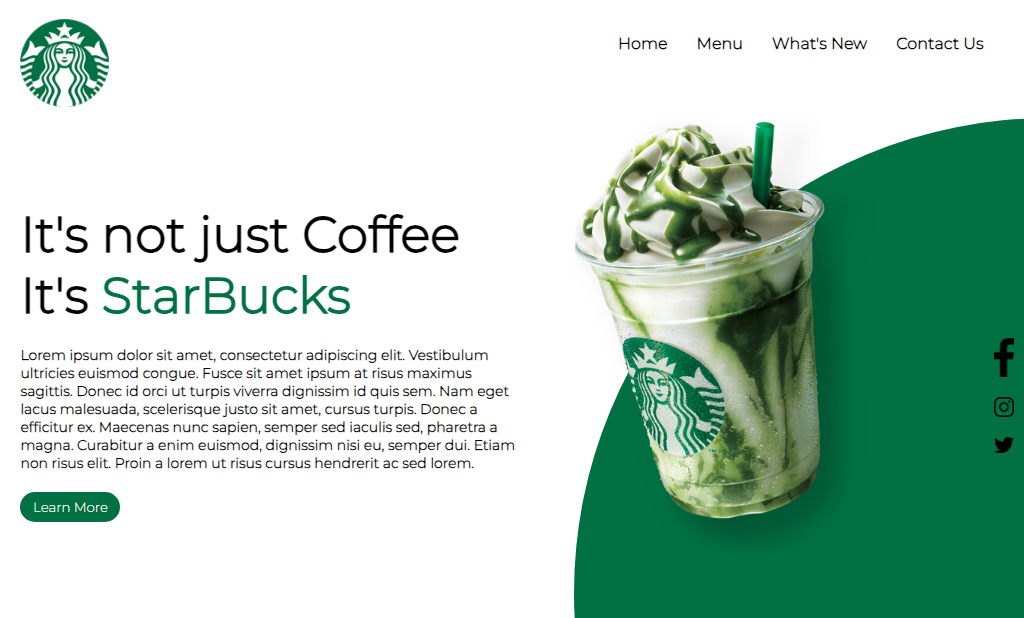 Home Menu What's New Contact Us
It's not just Coffee
It's StarBucks
Lorem ipsum dolor sit amet, consectetur adipiscing elit. Vestibulum
ultricies euismod congue. Fusce sit amet ipsum at risus maximus
sagittis. Donec id orci ut turpis viverra dignissim id quis sem. Nam eget
lacus malesuada, scelerisque justo sit amet, cursus turpis. Donec a
efficitur ex. Maecenas nunc sapien, semper sed iaculis sed, pharetra a
magna. Curabitur a enim euismod, dignissim nisi eu, semper dui. Etiam
non risus elit. Proin a lorem ut risus cursus hendrerit ac sed lorem.
Learn More